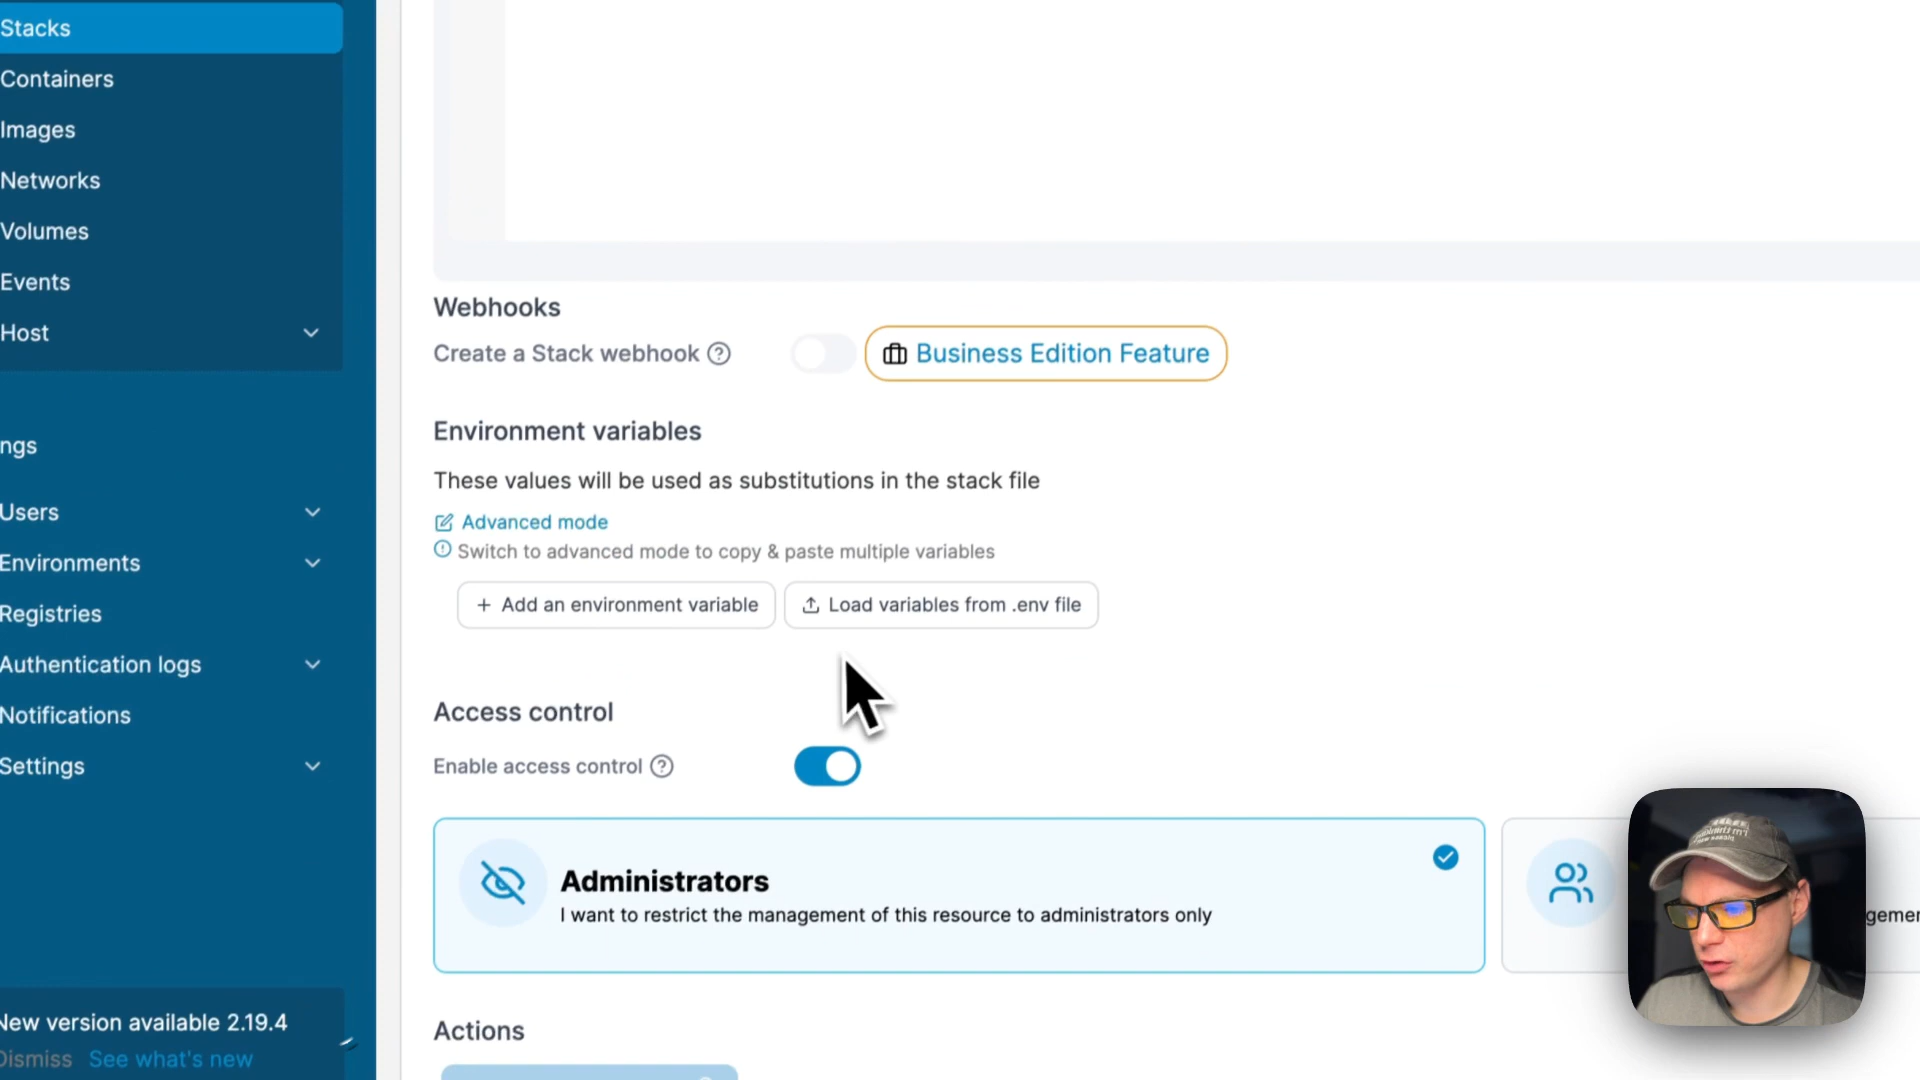 Stacks
Containers
Images
Networks
Volumes
Events
Host
ngs
Users
Environments
Registries
Authentication logs
Notifications
Settings
New version available 2.19.4
Dismiss See what's new
Webhooks
Create a Stack webhook
Business Edition Feature
Environment variables
These values will be used as substitutions in the stack file
Advanced mode
Switch to advanced mode to copy & paste multiple variables
+ Add an environment variable
Load variables from .env file
Access control
Enable access control
Administrators
I want to restrict the management of this resource to administrators only
gemen
Actions